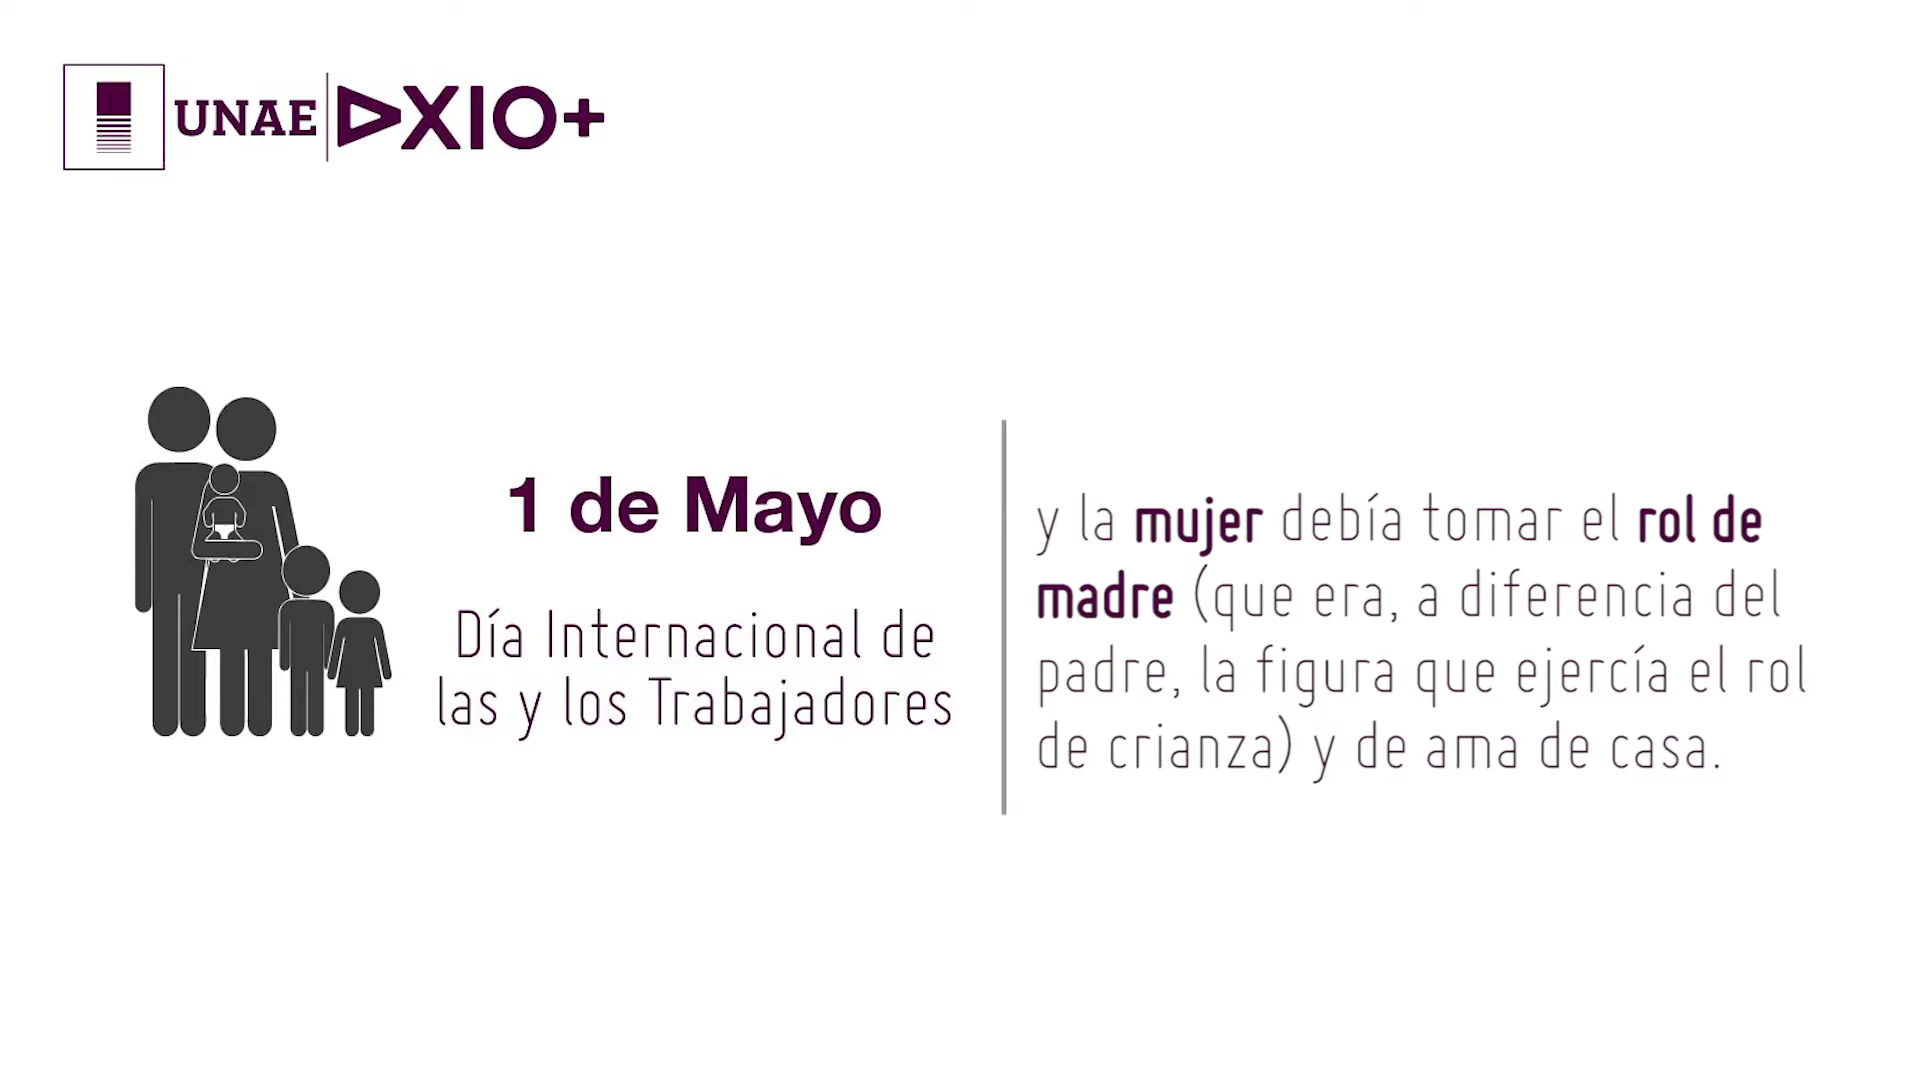 UNAE AXIO+
1 de Mayo
Día Internacional de
las y los Trabajadores
y la mujer debía tomar el rol de
madre (que era, a diferencia del
padre, la figura que ejercía el rol
de crianza) y de ama de casa.